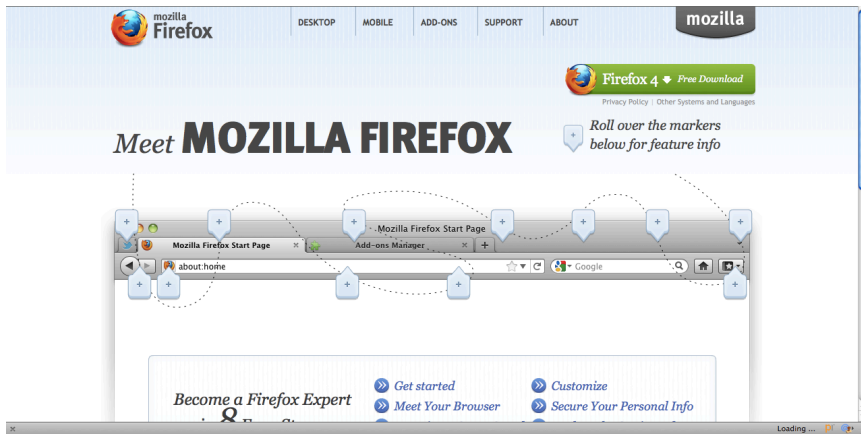 mozilla
Firefox
DESKTOP
MOBILE
ADD-ONS
SUPPORT
ABOUT
mozilla
Firefox 4 Free Download
Privacy Policy | Other Systems and Languages
Meet MOZILLA FIREFOX
Roll over the markers
below for feature info
Mozilla Firefox Start Page
Mozilla Firefox Start Page
Add-ons Manager
about:home
Google
Become a Firefox Expert
8
Get started
Customize
Meet Your Browser
Secure Your Personal Info
Loading ...